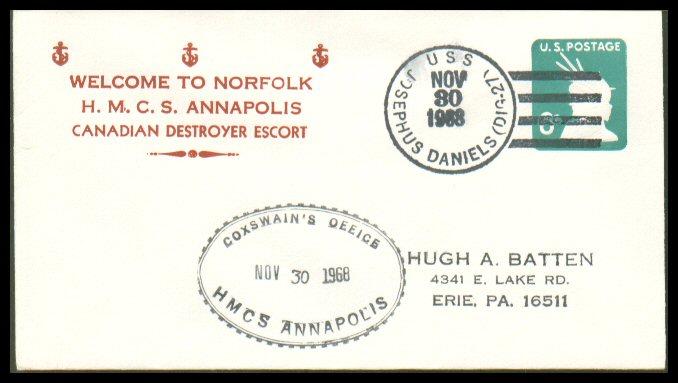 WELCOME TO NORFOLK
H. M. C. S. ANNAPOLIS
CANADIAN DESTROYER ESCORT
USS
JOSEPHUS DANIELS (DLG-27)
NOV
30
1968
U.S. POSTAGE
COXSWAIN'S OFFICE
NOV 30 1968
HMCS ANNAPOLIS
HUGH A. BATTEN
4341 E. LAKE RD.
ERIE, PA. 16511